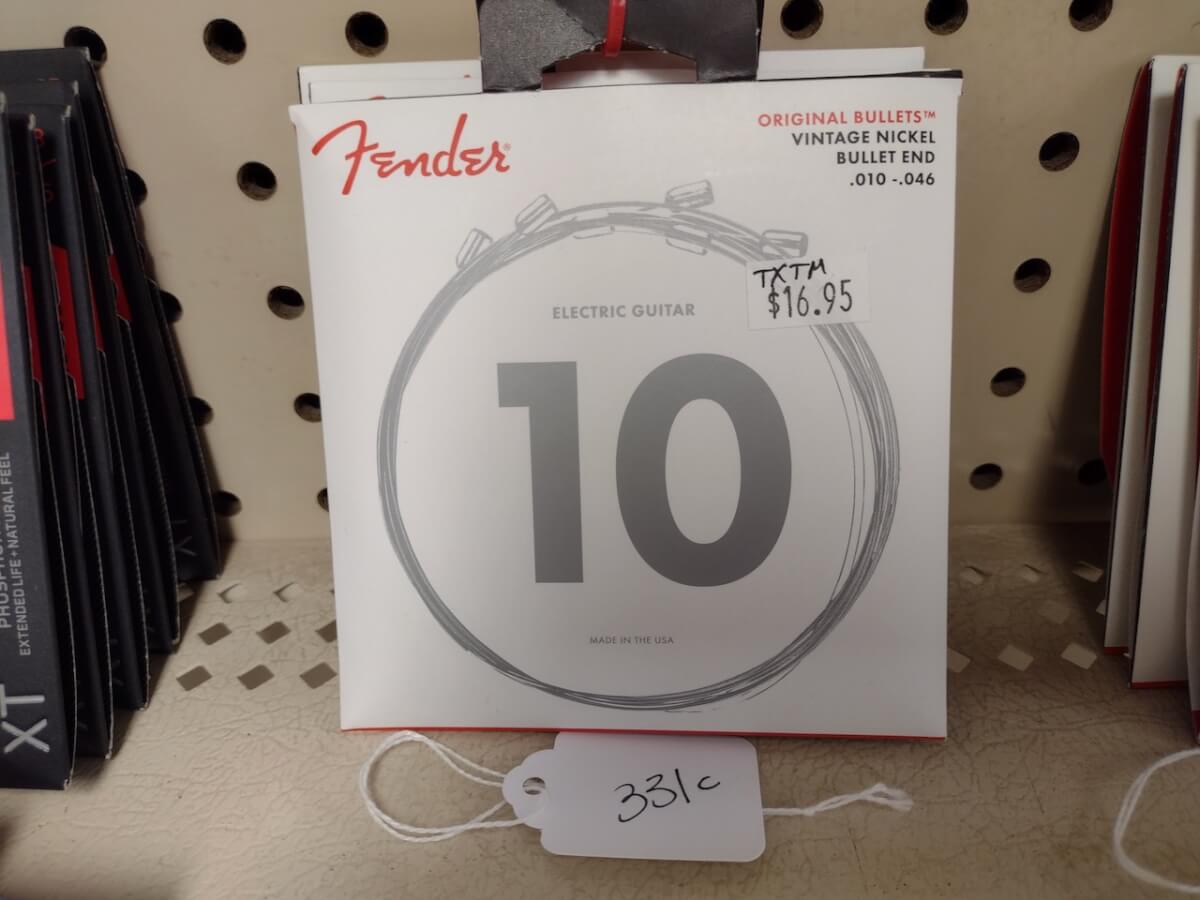 Fender®
ORIGINAL BULLETS™
VINTAGE NICKEL
BULLET END
.010 -.046
TXTM
$16.95
ELECTRIC GUITAR
10
MADE IN THE USA
331c
EXTENDED LIFE + NATURAL FEEL
XT